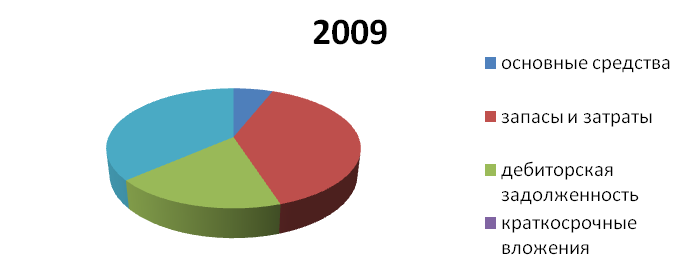 2009
основные средства
запасы и затраты
дебиторская
задолженность
краткосрочные
вложения